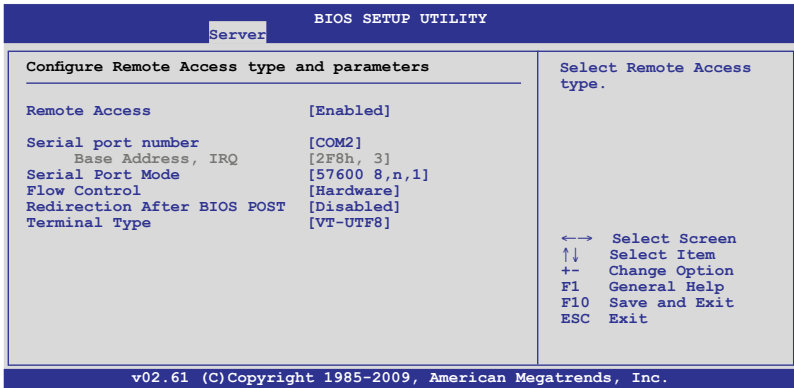 BIOS SETUP UTILITY
Server
Configure Remote Access type and parameters
Remote Access [Enabled]
Serial port number [COM2]
Base Address, IRQ [2F8h, 3]
Serial Port Mode [57600 8,n,1]
Flow Control [Hardware]
Redirection After BIOS POST [Disabled]
Terminal Type [VT-UTF8]
Select Remote Access
type.
←→ Select Screen
↑↓ Select Item
+- Change Option
F1 General Help
F10 Save and Exit
ESC Exit
v02.61 (C)Copyright 1985-2009, American Megatrends, Inc.